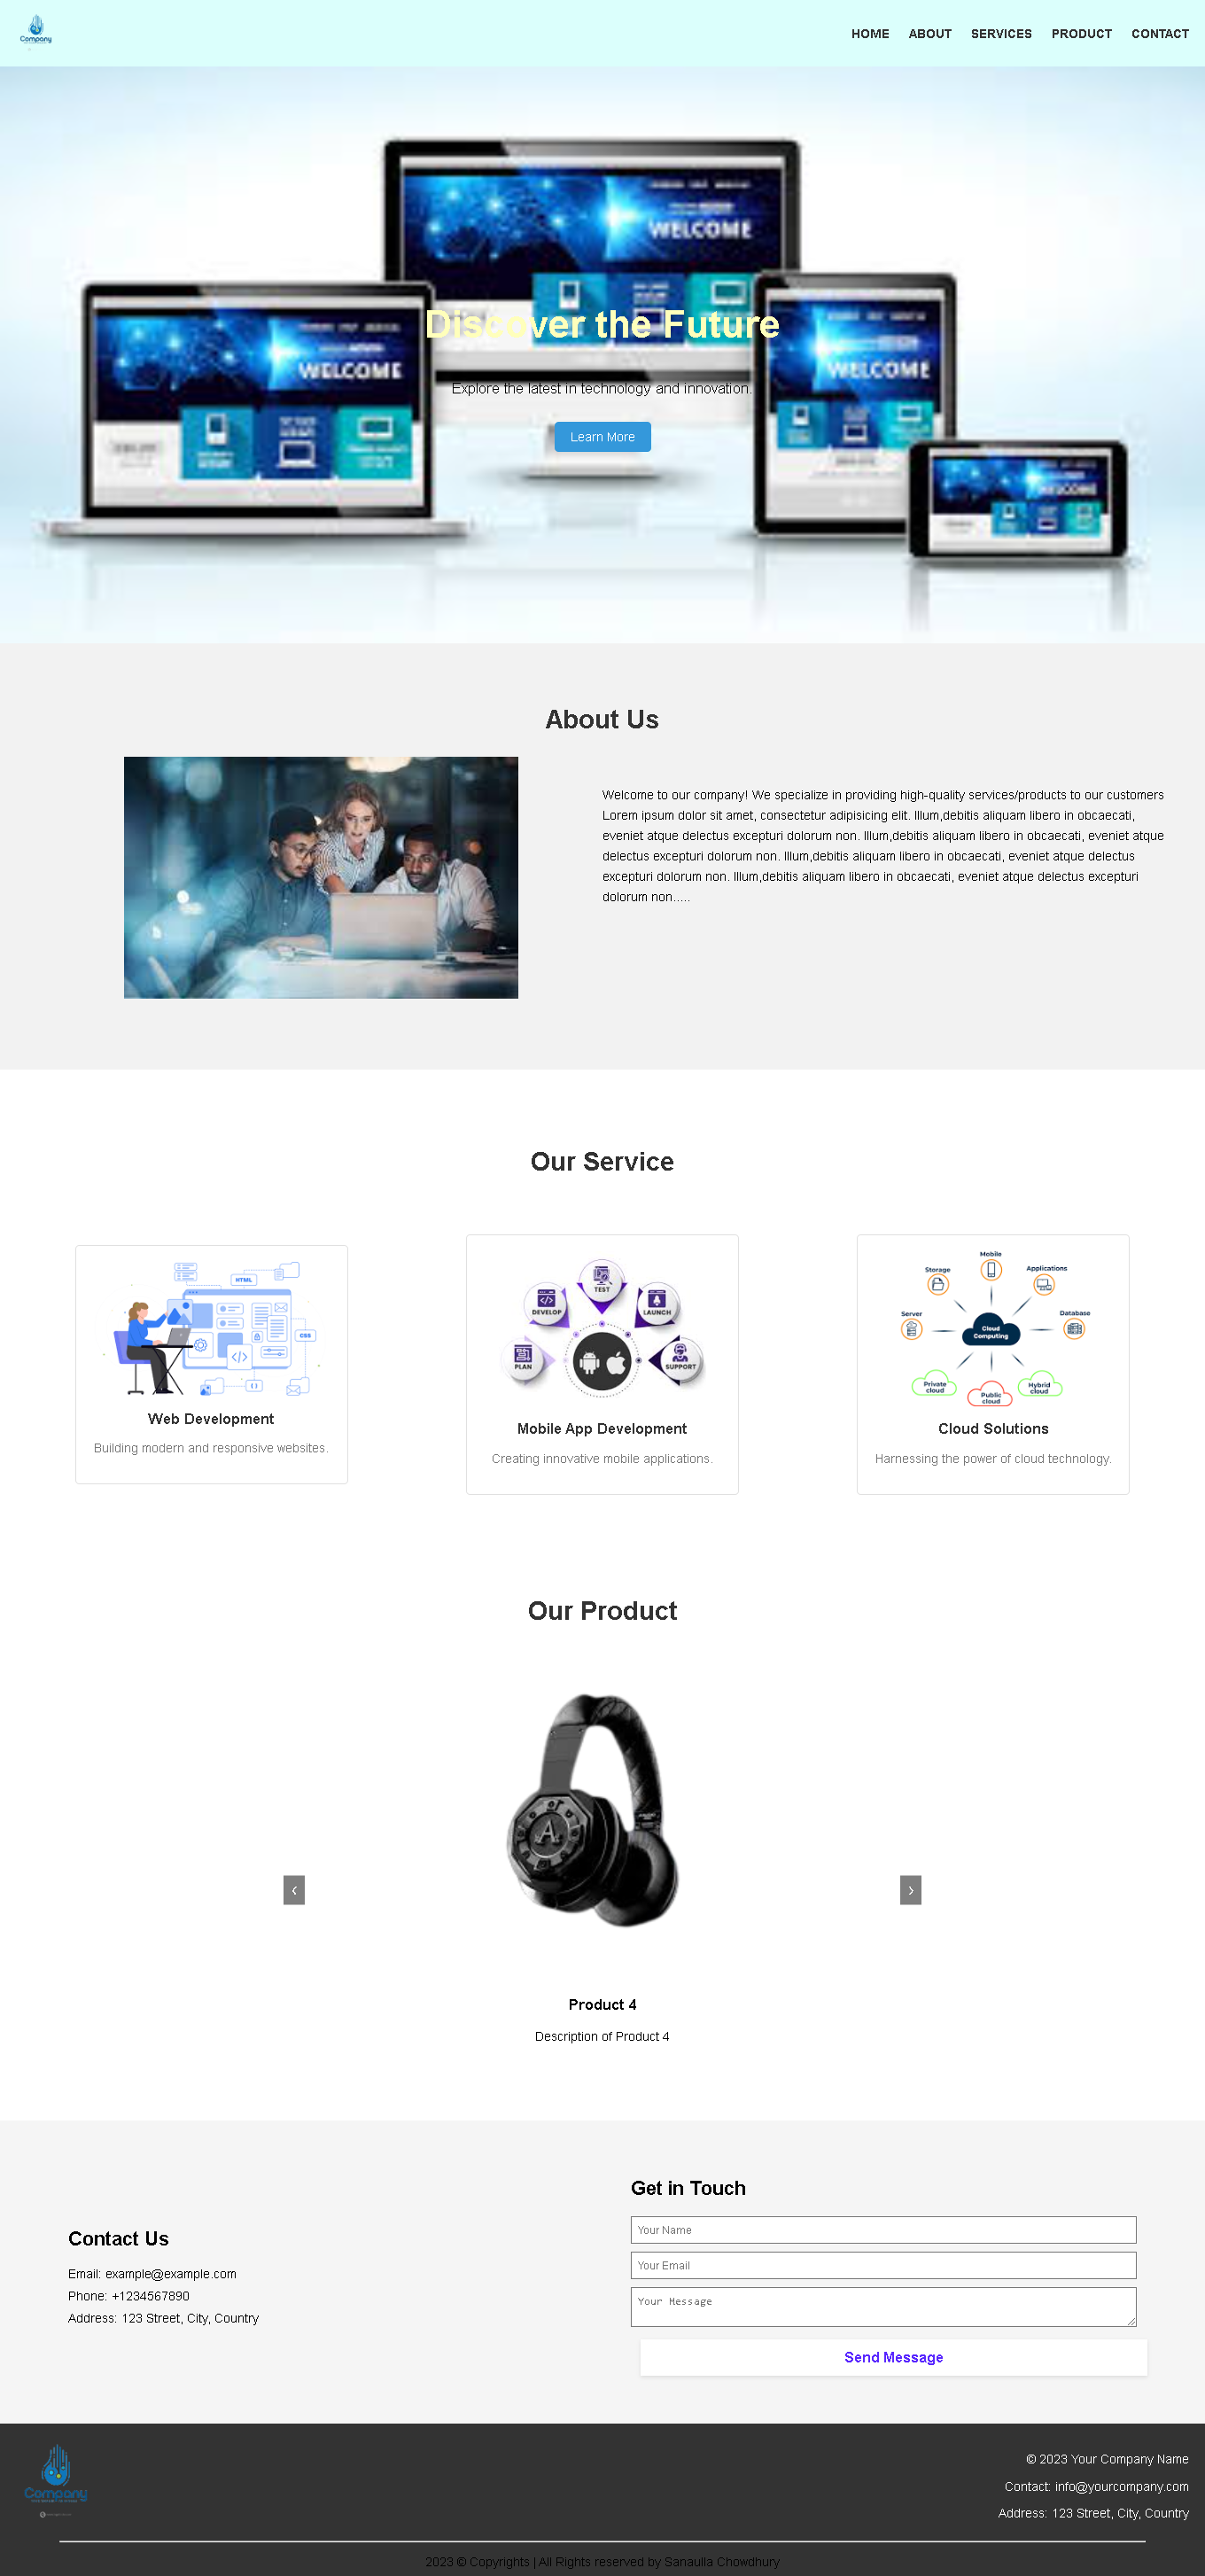 Company
HOME ABOUT SERVICES PRODUCT CONTACT
WELCOME
WELCOME
WELCOME
Discover the Future
Explore the latest in technology and innovation.
Learn More
About Us
Welcome to our company! We specialize in providing high-quality services/products to our customers
Lorem ipsum dolor sit amet, consectetur adipisicing elit. Illum,debitis aliquam libero in obcaecati,
eveniet atque delectus excepturi dolorum non. Illum,debitis aliquam libero in obcaecati, eveniet atque
delectus excepturi dolorum non. Illum,debitis aliquam libero in obcaecati, eveniet atque delectus
excepturi dolorum non. Illum,debitis aliquam libero in obcaecati, eveniet atque delectus excepturi
dolorum non.....
Our Service
HTML
CSS
Web Development
Building modern and responsive websites.
TEST
DEVELOP
LAUNCH
PLAN
SUPPORT
Mobile App Development
Creating innovative mobile applications.
Mobile
Storage
Applications
Server
Database
Cloud
Computing
Private
cloud
Public
cloud
Hybrid
cloud
Cloud Solutions
Harnessing the power of cloud technology.
Our Product
A
‹ ›
Product 4
Description of Product 4
Contact Us
Email: example@example.com
Phone: +1234567890
Address: 123 Street, City, Country
Get in Touch
Your Name
Your Email
Your Message
Send Message
Company
© 2023 Your Company Name
Contact: info@yourcompany.com
Address: 123 Street, City, Country
2023 © Copyrights | All Rights reserved by Sanaulla Chowdhury